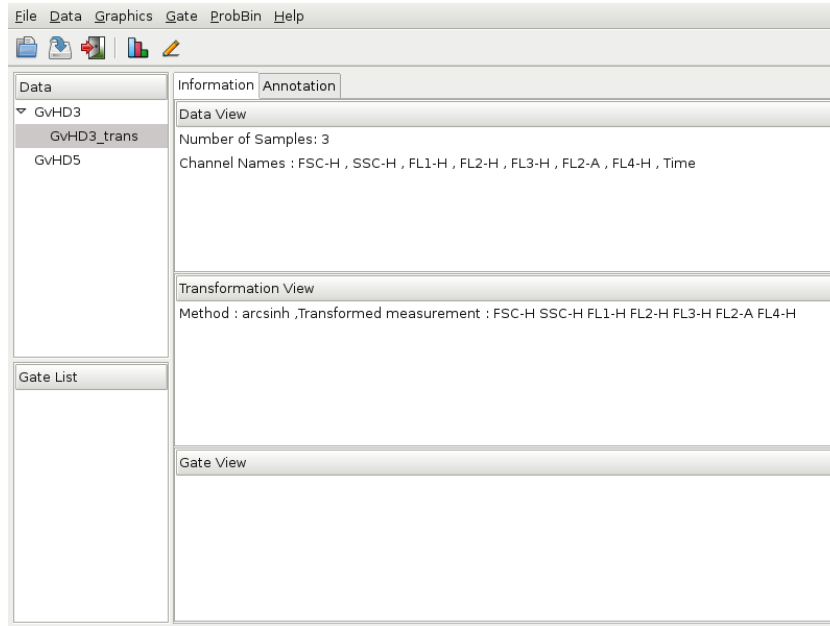 File Data Graphics Gate ProbBin Help
Data
GvHD3
GvHD3_trans
GvHD5
Gate List
Information Annotation
Data View
Number of Samples: 3
Channel Names : FSC-H , SSC-H , FL1-H , FL2-H , FL3-H , FL2-A , FL4-H , Time
Transformation View
Method : arcsinh ,Transformed measurement : FSC-H SSC-H FL1-H FL2-H FL3-H FL2-A FL4-H
Gate View